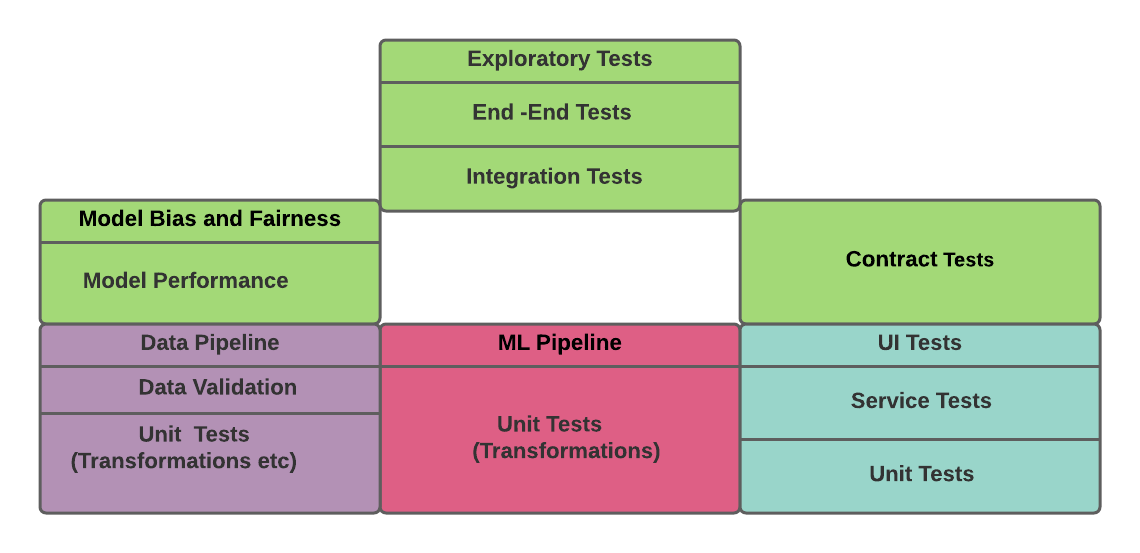 Exploratory Tests
End -End Tests
Integration Tests
Model Bias and Fairness
Model Performance
Contract Tests
Data Pipeline
Data Validation
Unit  Tests
(Transformations etc)
ML Pipeline
Unit Tests
(Transformations)
UI Tests
Service Tests
Unit Tests